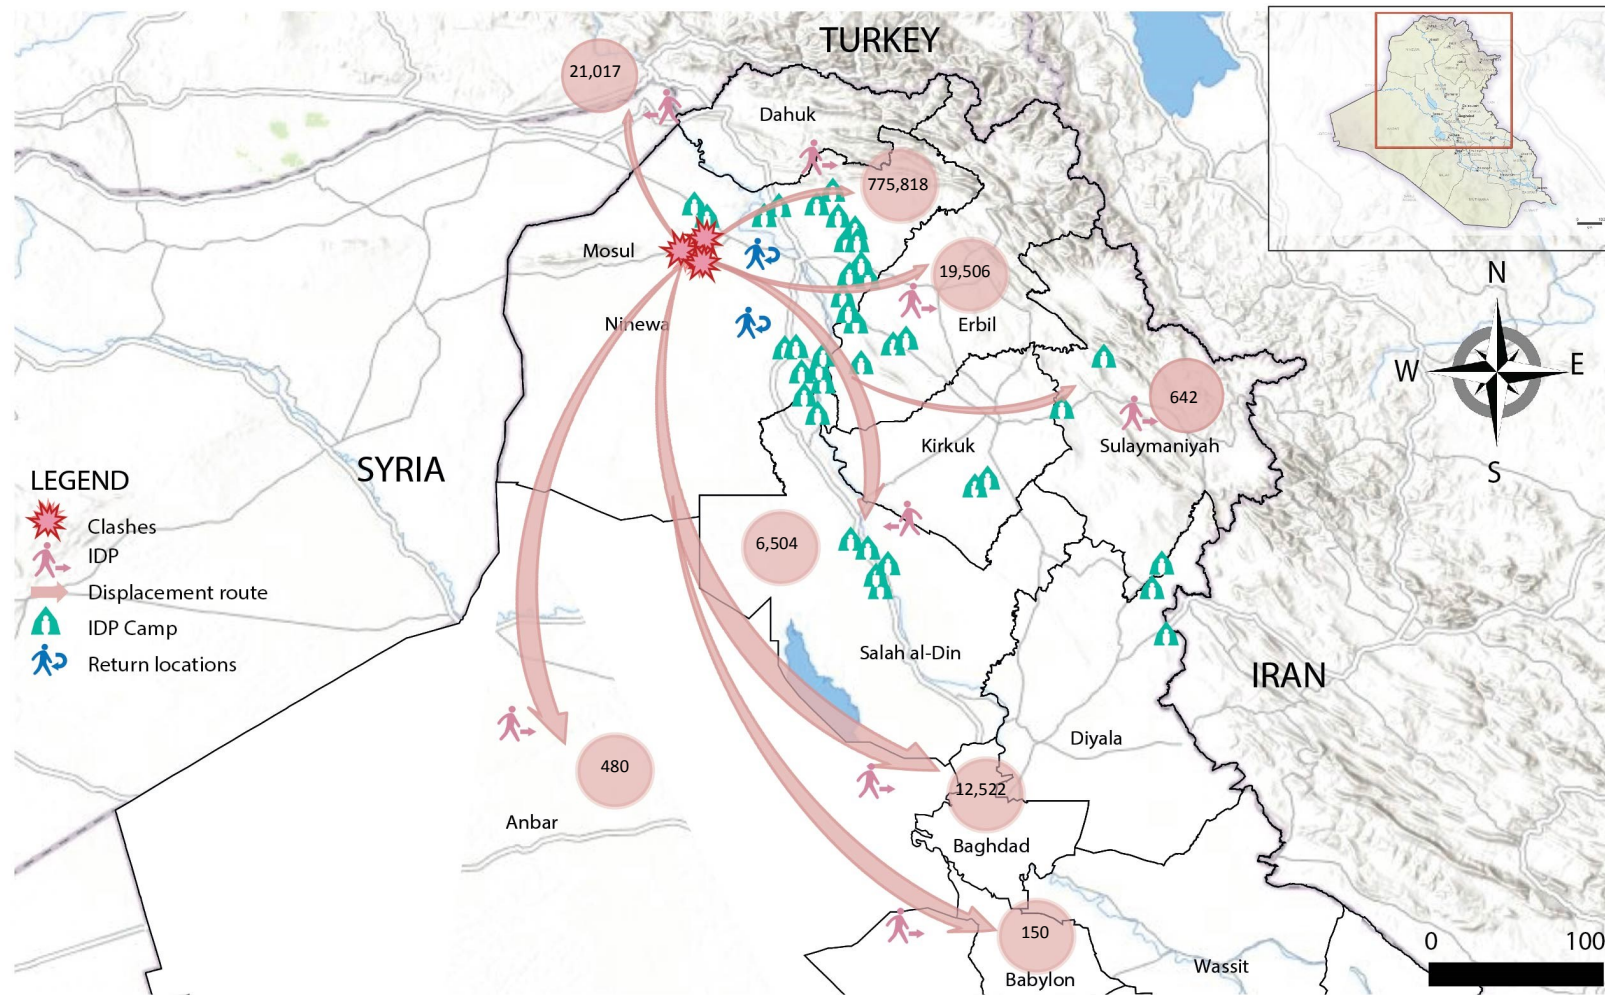 TURKEY
21,017
Dahuk
775,818
Mosul
19,506
Ninewa
Erbil
N
W
E
S
642
Kirkuk
Sulaymaniyah
SYRIA
LEGEND
Clashes
IDP
Displacement route
IDP Camp
Return locations
6,504
Salah al-Din
IRAN
Diyala
480
Anbar
12,522
Baghdad
150
Babylon
Wassit
0
100